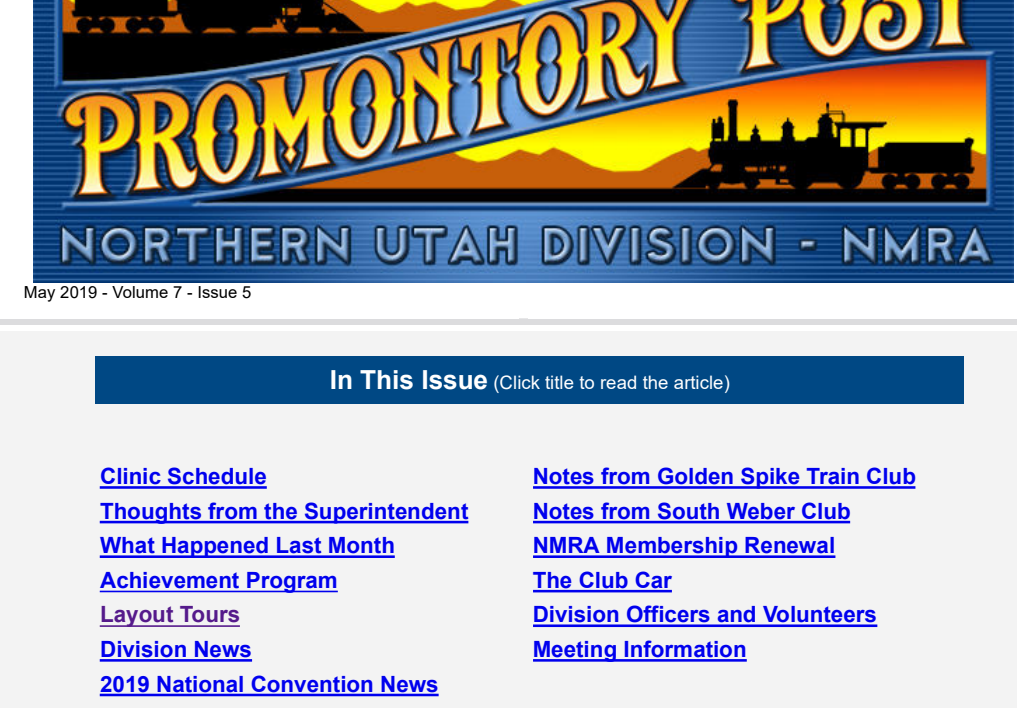 PROMONTORY POST
NORTHERN UTAH DIVISION - NMRA
May 2019 - Volume 7 - Issue 5
In This Issue (Click title to read the article)
Clinic Schedule
Thoughts from the Superintendent
What Happened Last Month
Achievement Program
Layout Tours
Division News
2019 National Convention News
Notes from Golden Spike Train Club
Notes from South Weber Club
NMRA Membership Renewal
The Club Car
Division Officers and Volunteers
Meeting Information